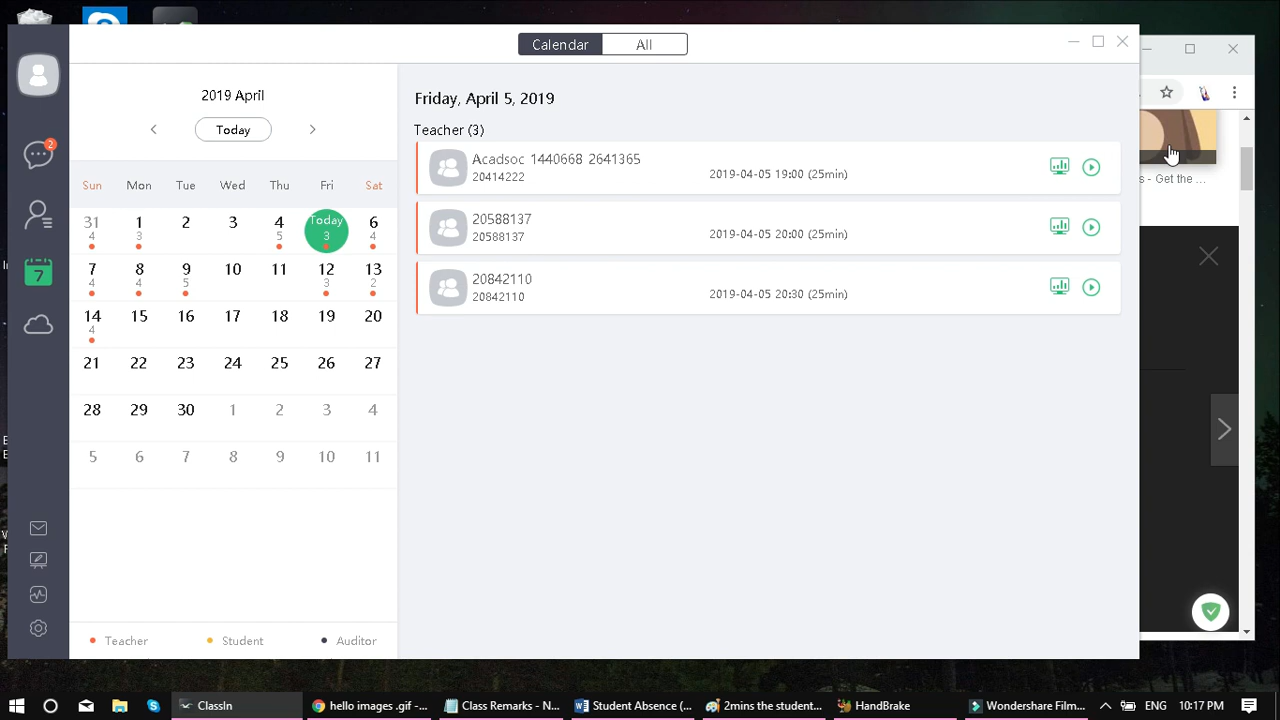 Calendar All
2019 April
Today
Sun Mon Tue Wed Thu Fri Sat
31 1 2 3 4 Today 6
4 3 5 3 4
7 8 9 10 11 12 13
4 4 5 3 2
14 15 16 17 18 19 20
4
21 22 23 24 25 26 27
28 29 30 1 2 3 4
5 6 7 8 9 10 11
Teacher Student Auditor
2
7
Friday, April 5, 2019
Teacher (3)
Acadsoc 1440668 2641365
20414222
2019-04-05 19:00 (25min)
20588137
20588137
2019-04-05 20:00 (25min)
20842110
20842110
2019-04-05 20:30 (25min)
s - Get the ...
ClassIn
hello images .gif -...
Class Remarks - N...
Student Absence (...
2mins the student...
HandBrake
Wondershare Film...
10:17 PM